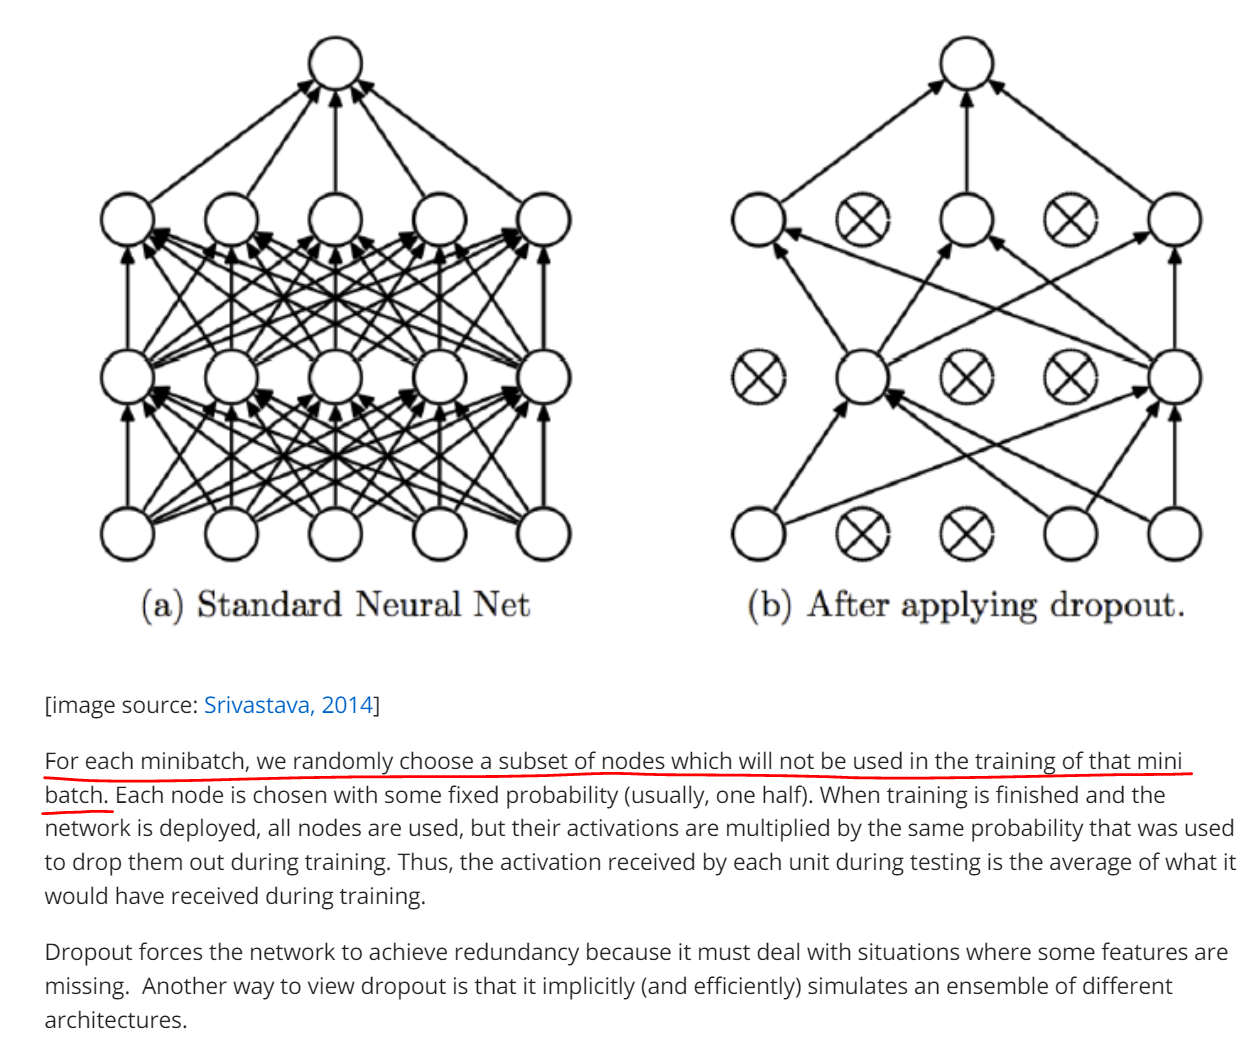 (a) Standard Neural Net
(b) After applying dropout.
[image source: Srivastava, 2014]
For each minibatch, we randomly choose a subset of nodes which will not be used in the training of that mini
batch. Each node is chosen with some fixed probability (usually, one half). When training is finished and the
network is deployed, all nodes are used, but their activations are multiplied by the same probability that was used
to drop them out during training. Thus, the activation received by each unit during testing is the average of what it
would have received during training.
Dropout forces the network to achieve redundancy because it must deal with situations where some features are
missing.  Another way to view dropout is that it implicitly (and efficiently) simulates an ensemble of different
architectures.